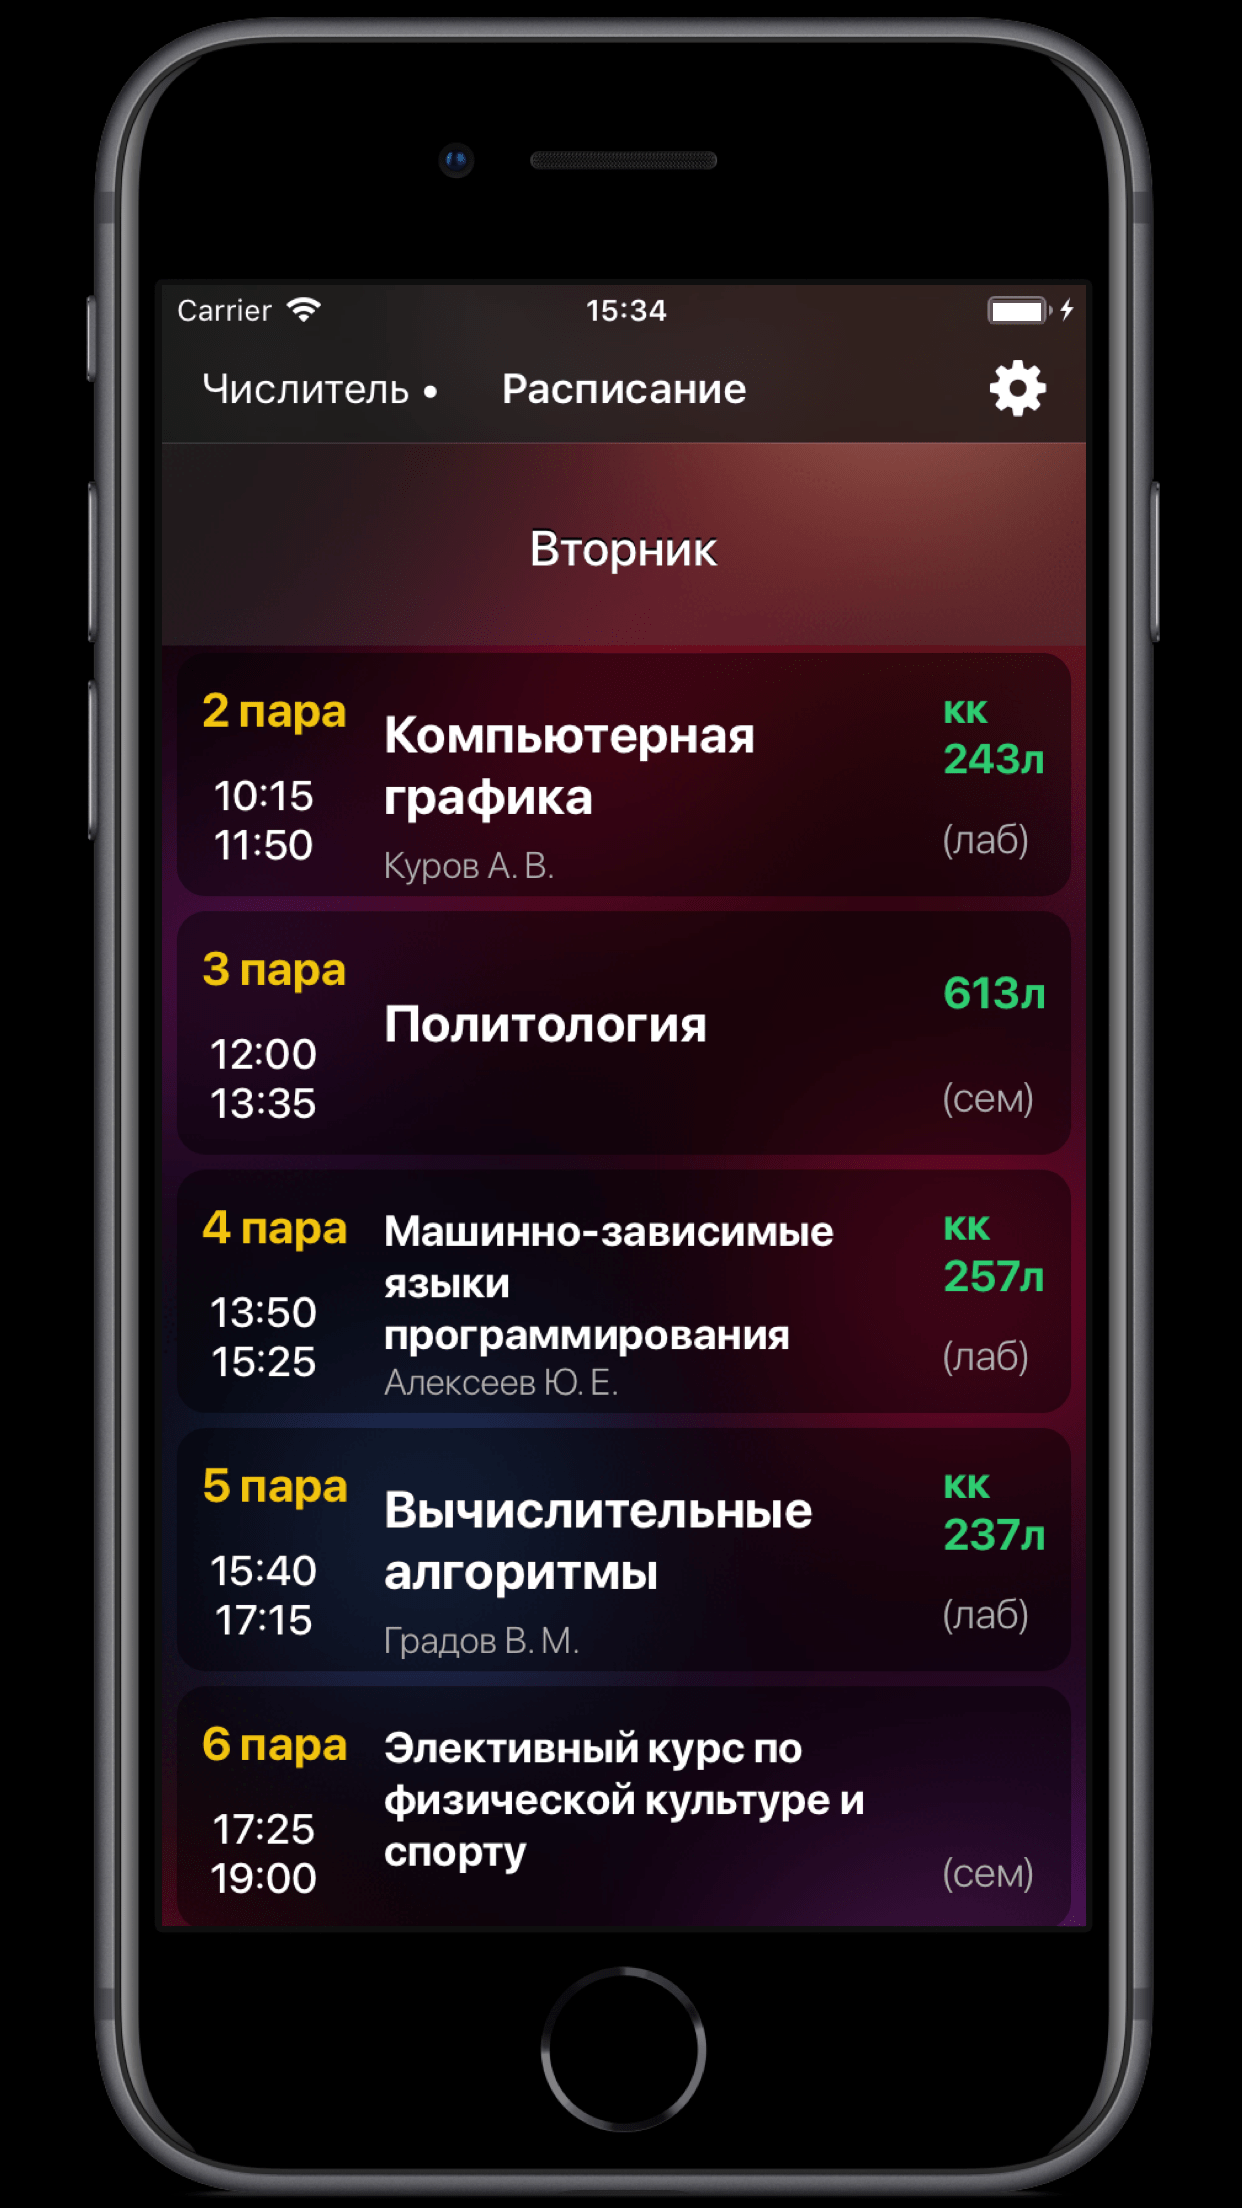 Carrier 15:34
Числитель • Расписание
Вторник
2 пара
10:15
11:50
Компьютерная
графика
Куров А. В.
кк
243л
(лаб)
3 пара
12:00
13:35
Политология
613л
(сем)
4 пара
13:50
15:25
Машинно-зависимые
языки
программирования
Алексеев Ю. Е.
кк
257л
(лаб)
5 пара
15:40
17:15
Вычислительные
алгоритмы
Градов В. М.
кк
237л
(лаб)
6 пара
17:25
19:00
Элективный курс по
физической культуре и
спорту
(сем)